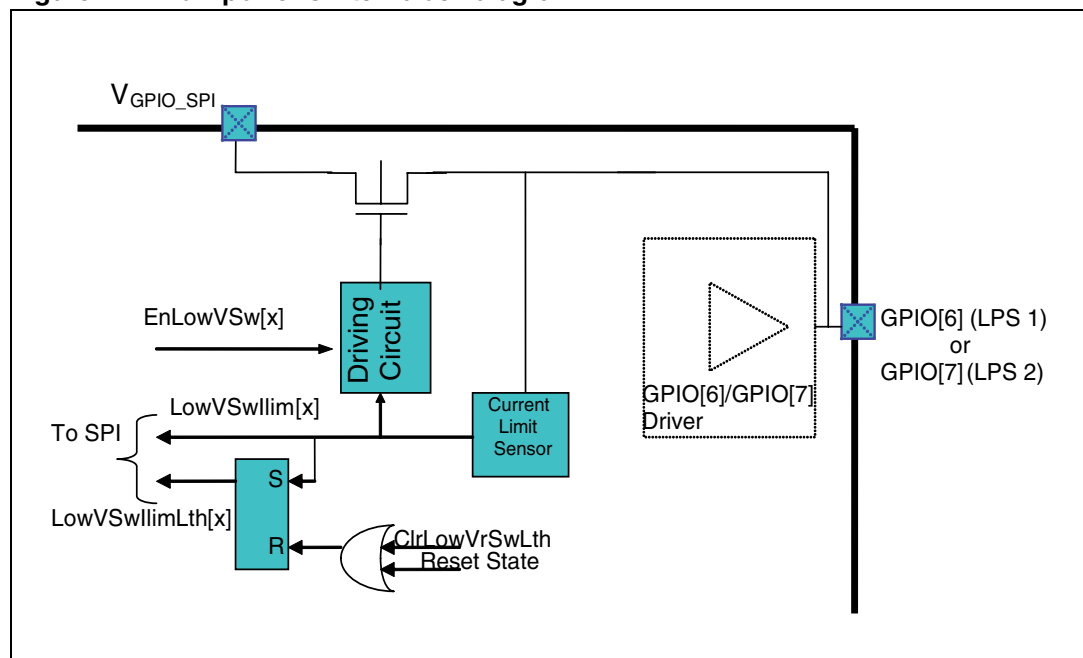 V_GPIO_SPI
EnLowVSw[x]
Driving
Circuit
GPIO[6] (LPS 1)
or
GPIO[7] (LPS 2)
GPIO[6]/GPIO[7]
Driver
LowVSwIlim[x]
Current
Limit
Sensor
To SPI
S
LowVSwIlimLth[x]
R
ClrLowVrSwLth
Reset State